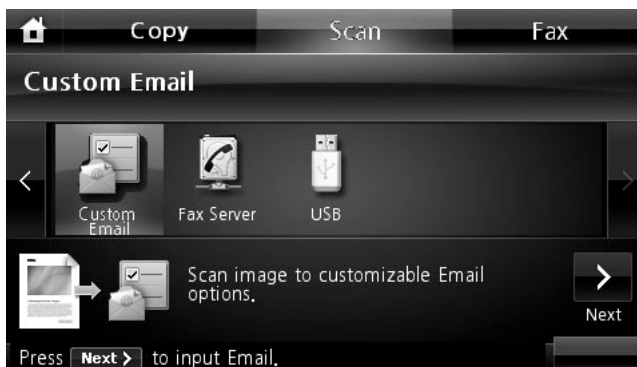 Copy
Scan
Fax
Custom Email
Custom
Email
Fax Server
USB
Scan image to customizable Email
options.
Next
Press Next > to input Email.